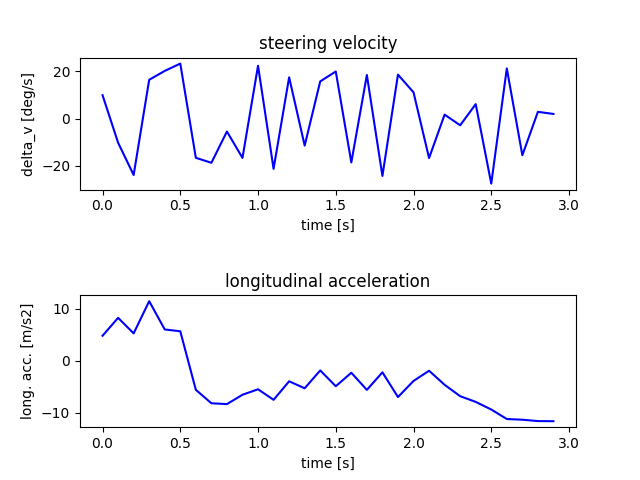 steering velocity
delta_v [deg/s]
20
0
−20
0.0 0.5 1.0 1.5 2.0 2.5 3.0
time [s]
longitudinal acceleration
long. acc. [m/s2]
10
0
−10
0.0 0.5 1.0 1.5 2.0 2.5 3.0
time [s]